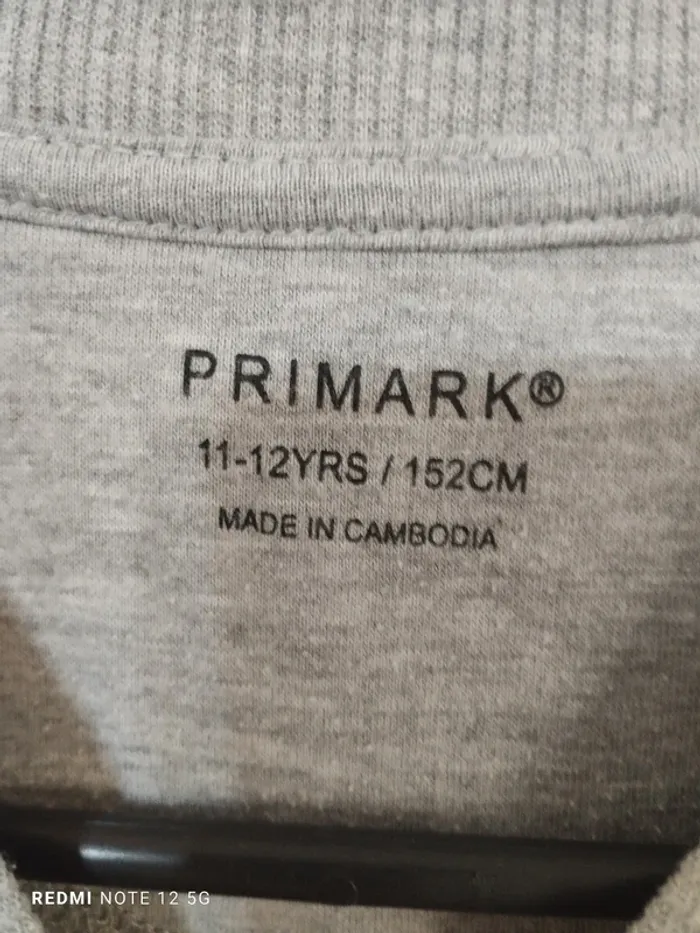 PRIMARK®
11-12YRS / 152CM
MADE IN CAMBODIA
REDMI NOTE 12 5G